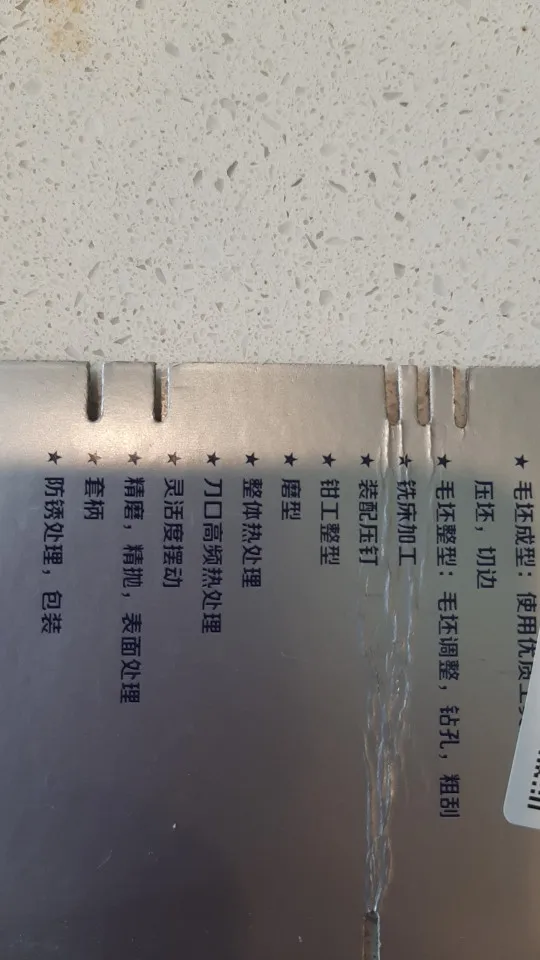 ★ 毛坯成型：使用优质工
压坯，切边
★ 毛坯整型：毛坯调整，钻孔，粗刮
★ 铣床加工
★ 装配压钉
★ 钳工整型
★ 磨型
★ 整体热处理
★ 刀口高频热处理
★ 灵活度摆动
★ 精磨，精抛，表面处理
★ 套柄
★ 防锈处理，包装